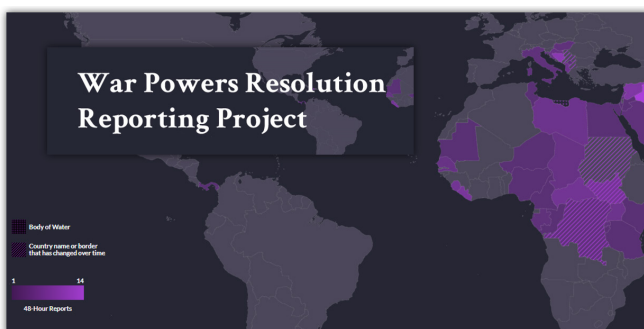 War Powers Resolution
Reporting Project
Body of Water
Country name or border
that has changed over time
1 14
48-Hour Reports